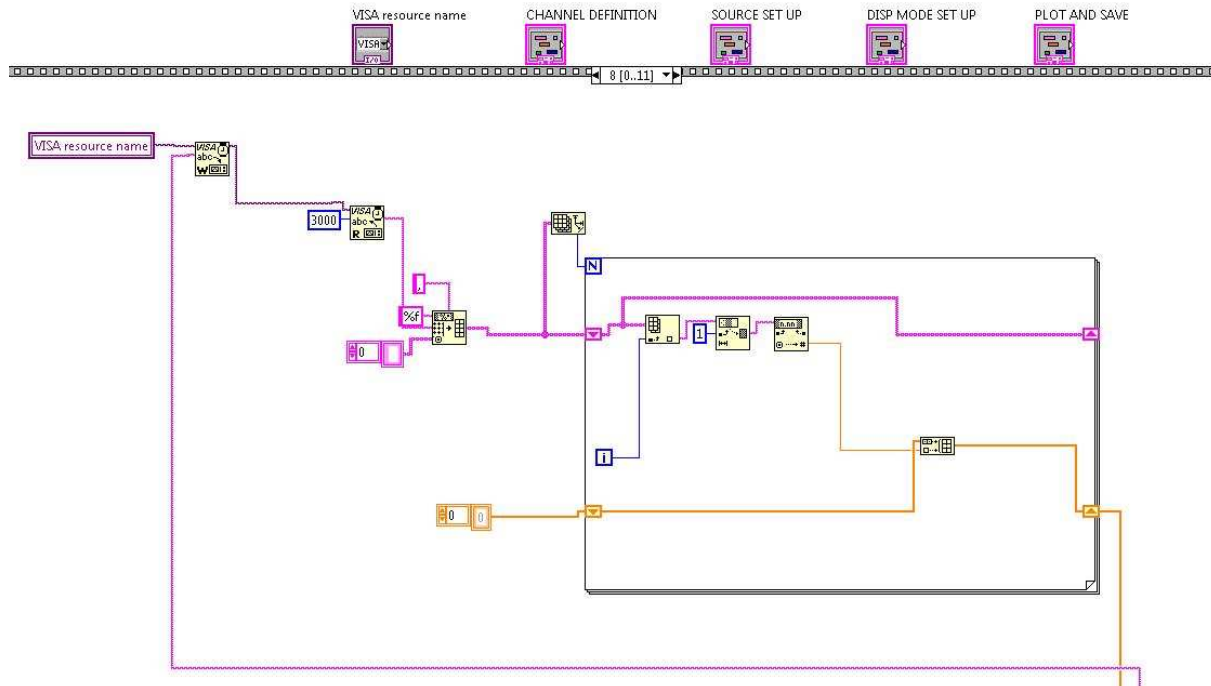 VISA resource name
CHANNEL DEFINITION
SOURCE SET UP
DISP MODE SET UP
PLOT AND SAVE
VISA
I/O
8 [0..11]
VISA resource name
VISA
abc
W
3000
VISA
abc
R
,
%f
0
N
1
i
0
0